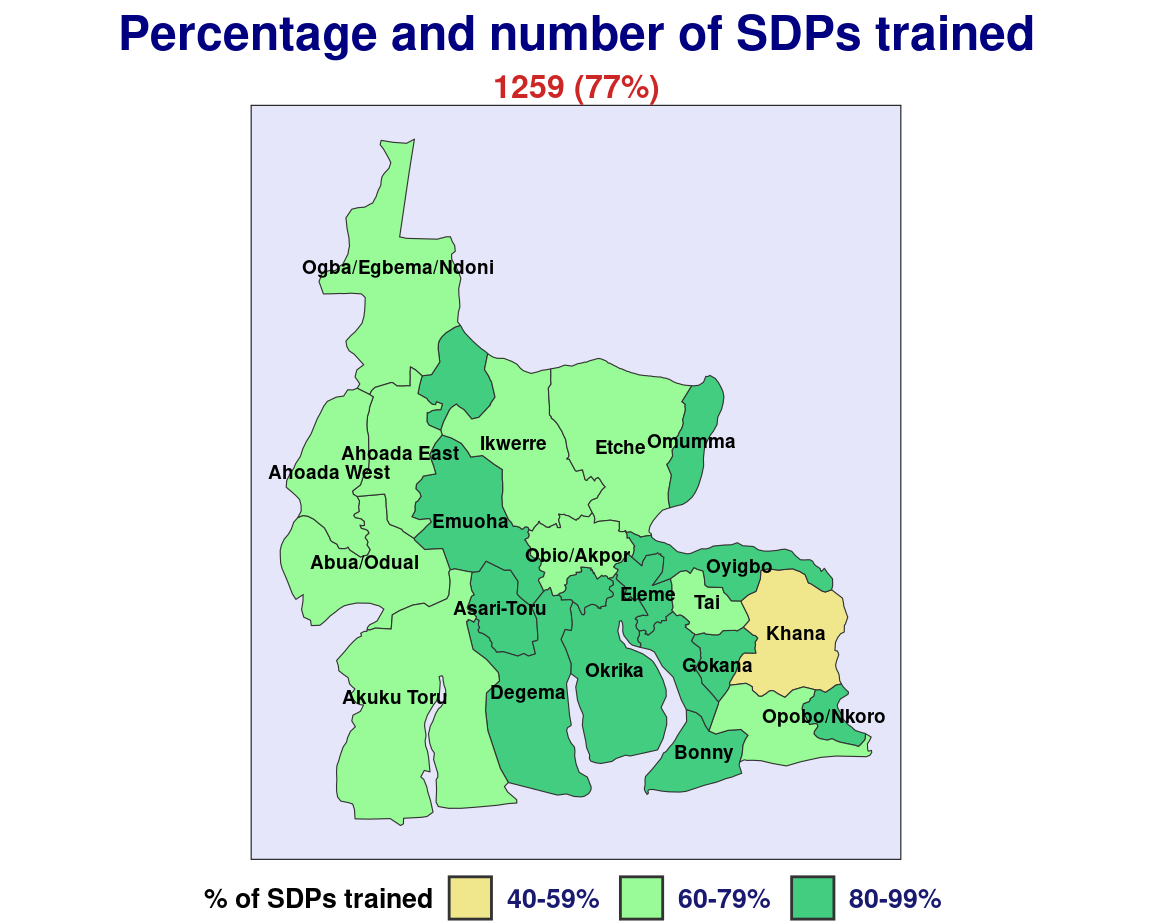 Percentage and number of SDPs trained
1259 (77%)
Ogba/Egbema/Ndoni
Ikwerre
Etche
Omumma
Ahoada East
Ahoada West
Emuoha
Obio/Akpor
Abua/Odual
Oyigbo
Eleme
Tai
Asari-Toru
Khana
Gokana
Okrika
Degema
Akuku Toru
Opobo/Nkoro
Bonny
% of SDPs trained 40-59% 60-79% 80-99%